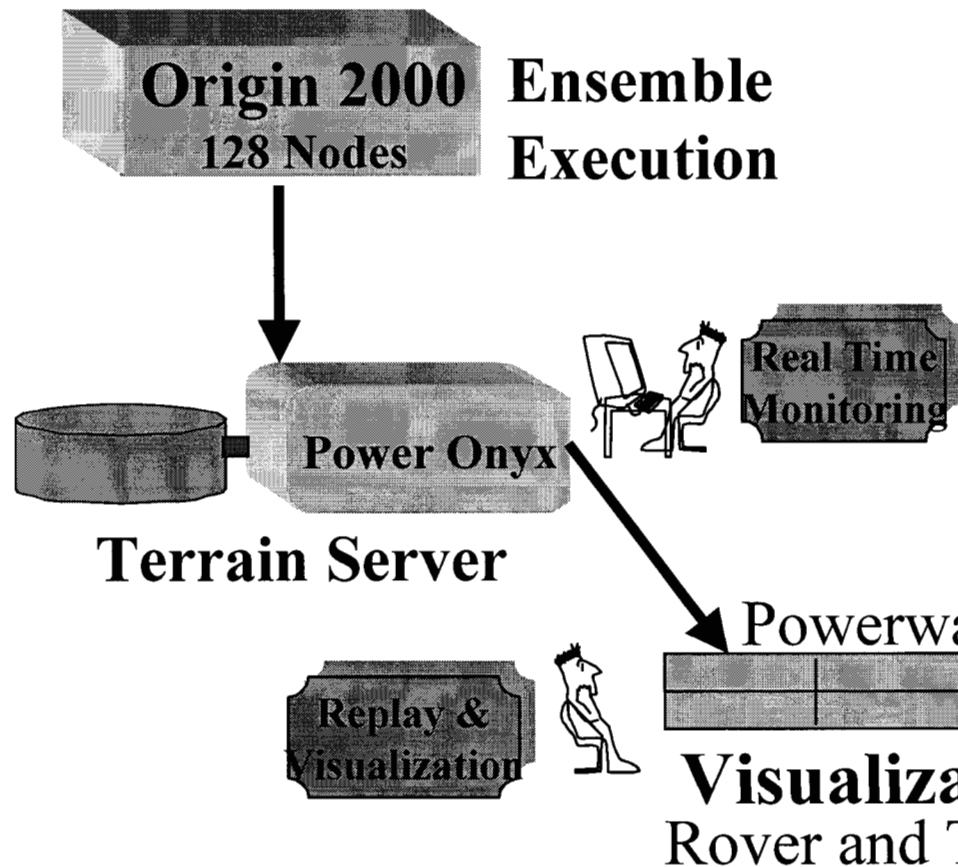 Origin 2000
128 Nodes
Ensemble
Execution
Real Time
Monitoring
Power Onyx
Terrain Server
Powerwa
Replay &
Visualization
Visualiza
Rover and T